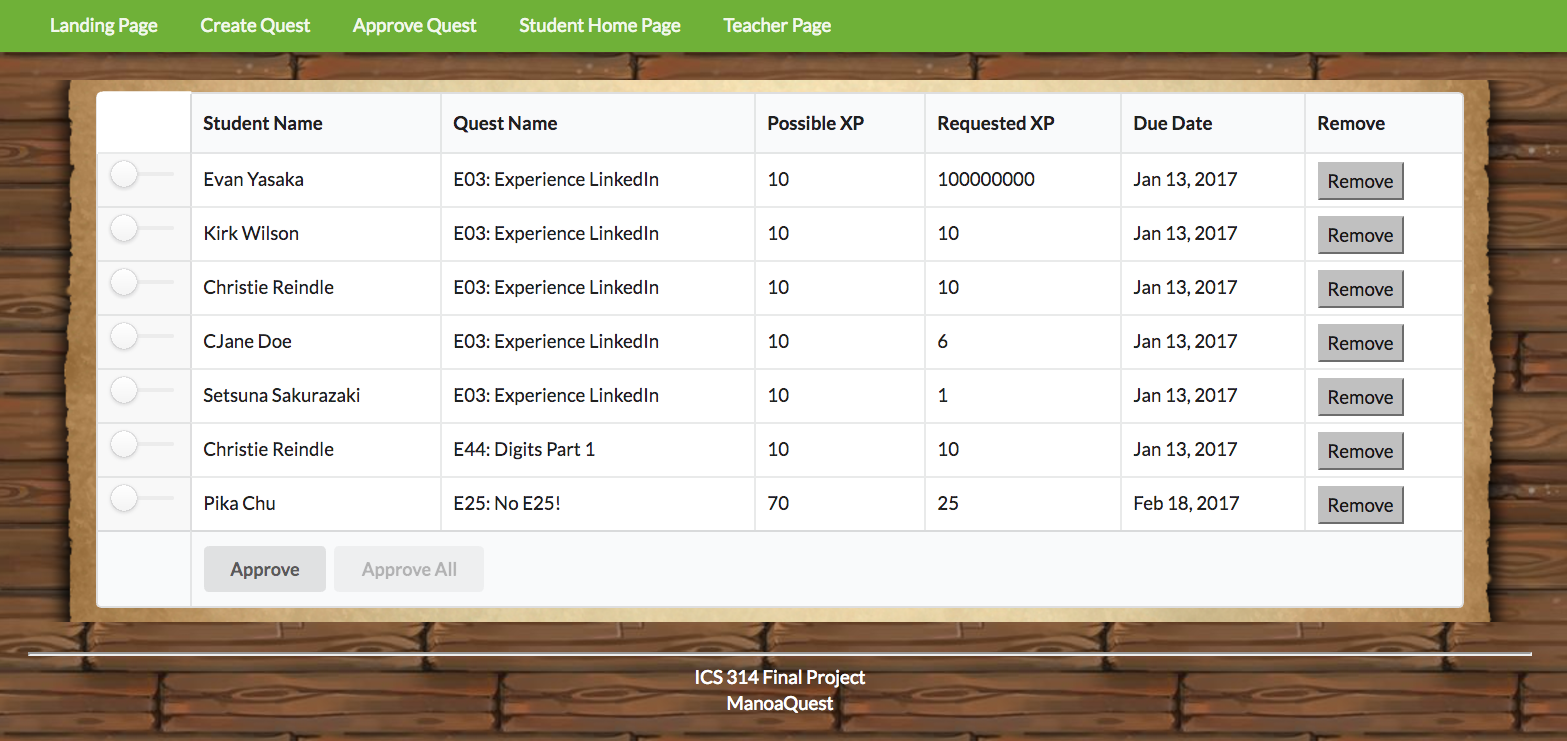 Landing Page Create Quest Approve Quest Student Home Page Teacher Page
Student Name Quest Name Possible XP Requested XP Due Date Remove
Evan Yasaka E03: Experience LinkedIn 10 100000000 Jan 13, 2017 Remove
Kirk Wilson E03: Experience LinkedIn 10 10 Jan 13, 2017 Remove
Christie Reindle E03: Experience LinkedIn 10 10 Jan 13, 2017 Remove
CJane Doe E03: Experience LinkedIn 10 6 Jan 13, 2017 Remove
Setsuna Sakurazaki E03: Experience LinkedIn 10 1 Jan 13, 2017 Remove
Christie Reindle E44: Digits Part 1 10 10 Jan 13, 2017 Remove
Pika Chu E25: No E25! 70 25 Feb 18, 2017 Remove
Approve Approve All
ICS 314 Final Project
ManoaQuest